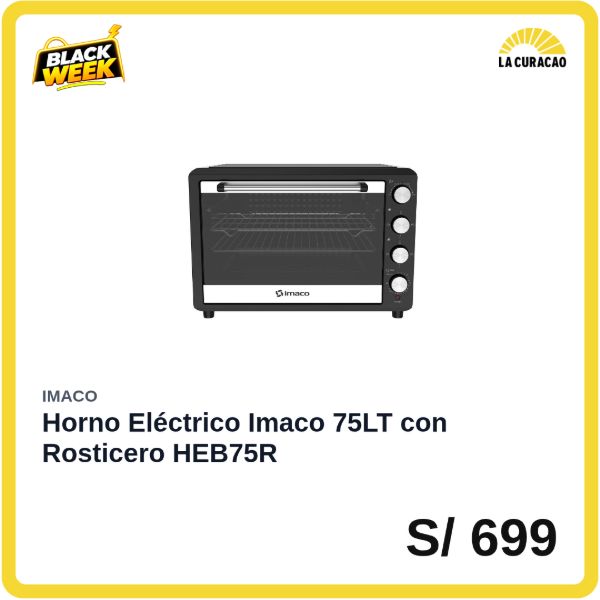 BLACK
WEEK
LA CURACAO
imaco
IMACO
Horno Eléctrico Imaco 75LT con
Rosticero HEB75R
S/ 699